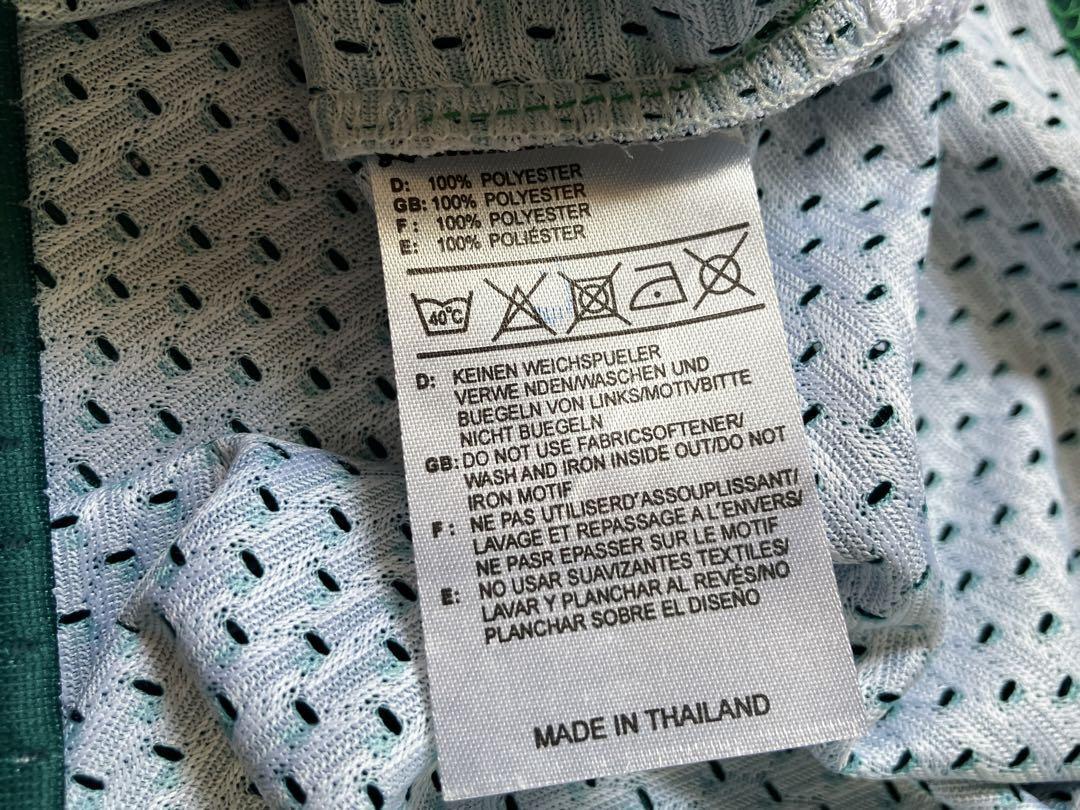 D: 100% POLYESTER
GB: 100% POLYESTER
F: 100% POLYESTER
E: 100% POLIÉSTER
40°C
D: KEINEN WEICHSPUELER
VERWE NDEN/WASCHEN UND
BUEGELN VON LINKS/MOTIVBITTE
NICHT BUEGELN
GB: DO NOT USE FABRICSOFTENER/
WASH AND IRON INSIDE OUT/DO NOT
IRON MOTIF
F: NE PAS UTILISERD'ASSOUPLISSANT/
LAVAGE ET REPASSAGE A L'ENVERS/
NE PASR EPASSER SUR LE MOTIF
E: NO USAR SUAVIZANTES TEXTILES/
LAVAR Y PLANCHAR AL REVÉS/NO
PLANCHAR SOBRE EL DISEÑO
MADE IN THAILAND